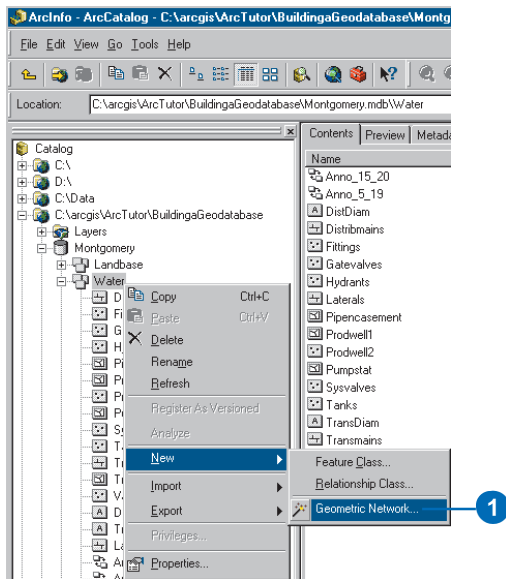 ArcInfo - ArcCatalog - C:\arcgis\ArcTutor\BuildingaGeodatabase\Montg
File Edit View Go Tools Help
Location: C:\arcgis\ArcTutor\BuildingaGeodatabase\Montgomery.mdb\Water
Catalog
C:\
D:\
C:\Data
C:\arcgis\ArcTutor\BuildingaGeodatabase
Layers
Montgomery
Landbase
Water
D
Fi
G
H
Pi
P
P
P
S
T
T
T
V
A D
A T
L
A
Copy Ctrl+C
Paste Ctrl+V
Delete
Rename
Refresh
Register As Versioned
Analyze
New
Import
Export
Privileges...
Properties...
Feature Class...
Relationship Class...
Geometric Network...
1
Contents Preview Metada
Name
Anno_15_20
Anno_5_19
A DistDiam
Distribmains
Fittings
Gatevalves
Hydrants
Laterals
Pipencasement
Prodwell1
Prodwell2
Pumpstat
Sysvalves
Tanks
A TransDiam
Transmains